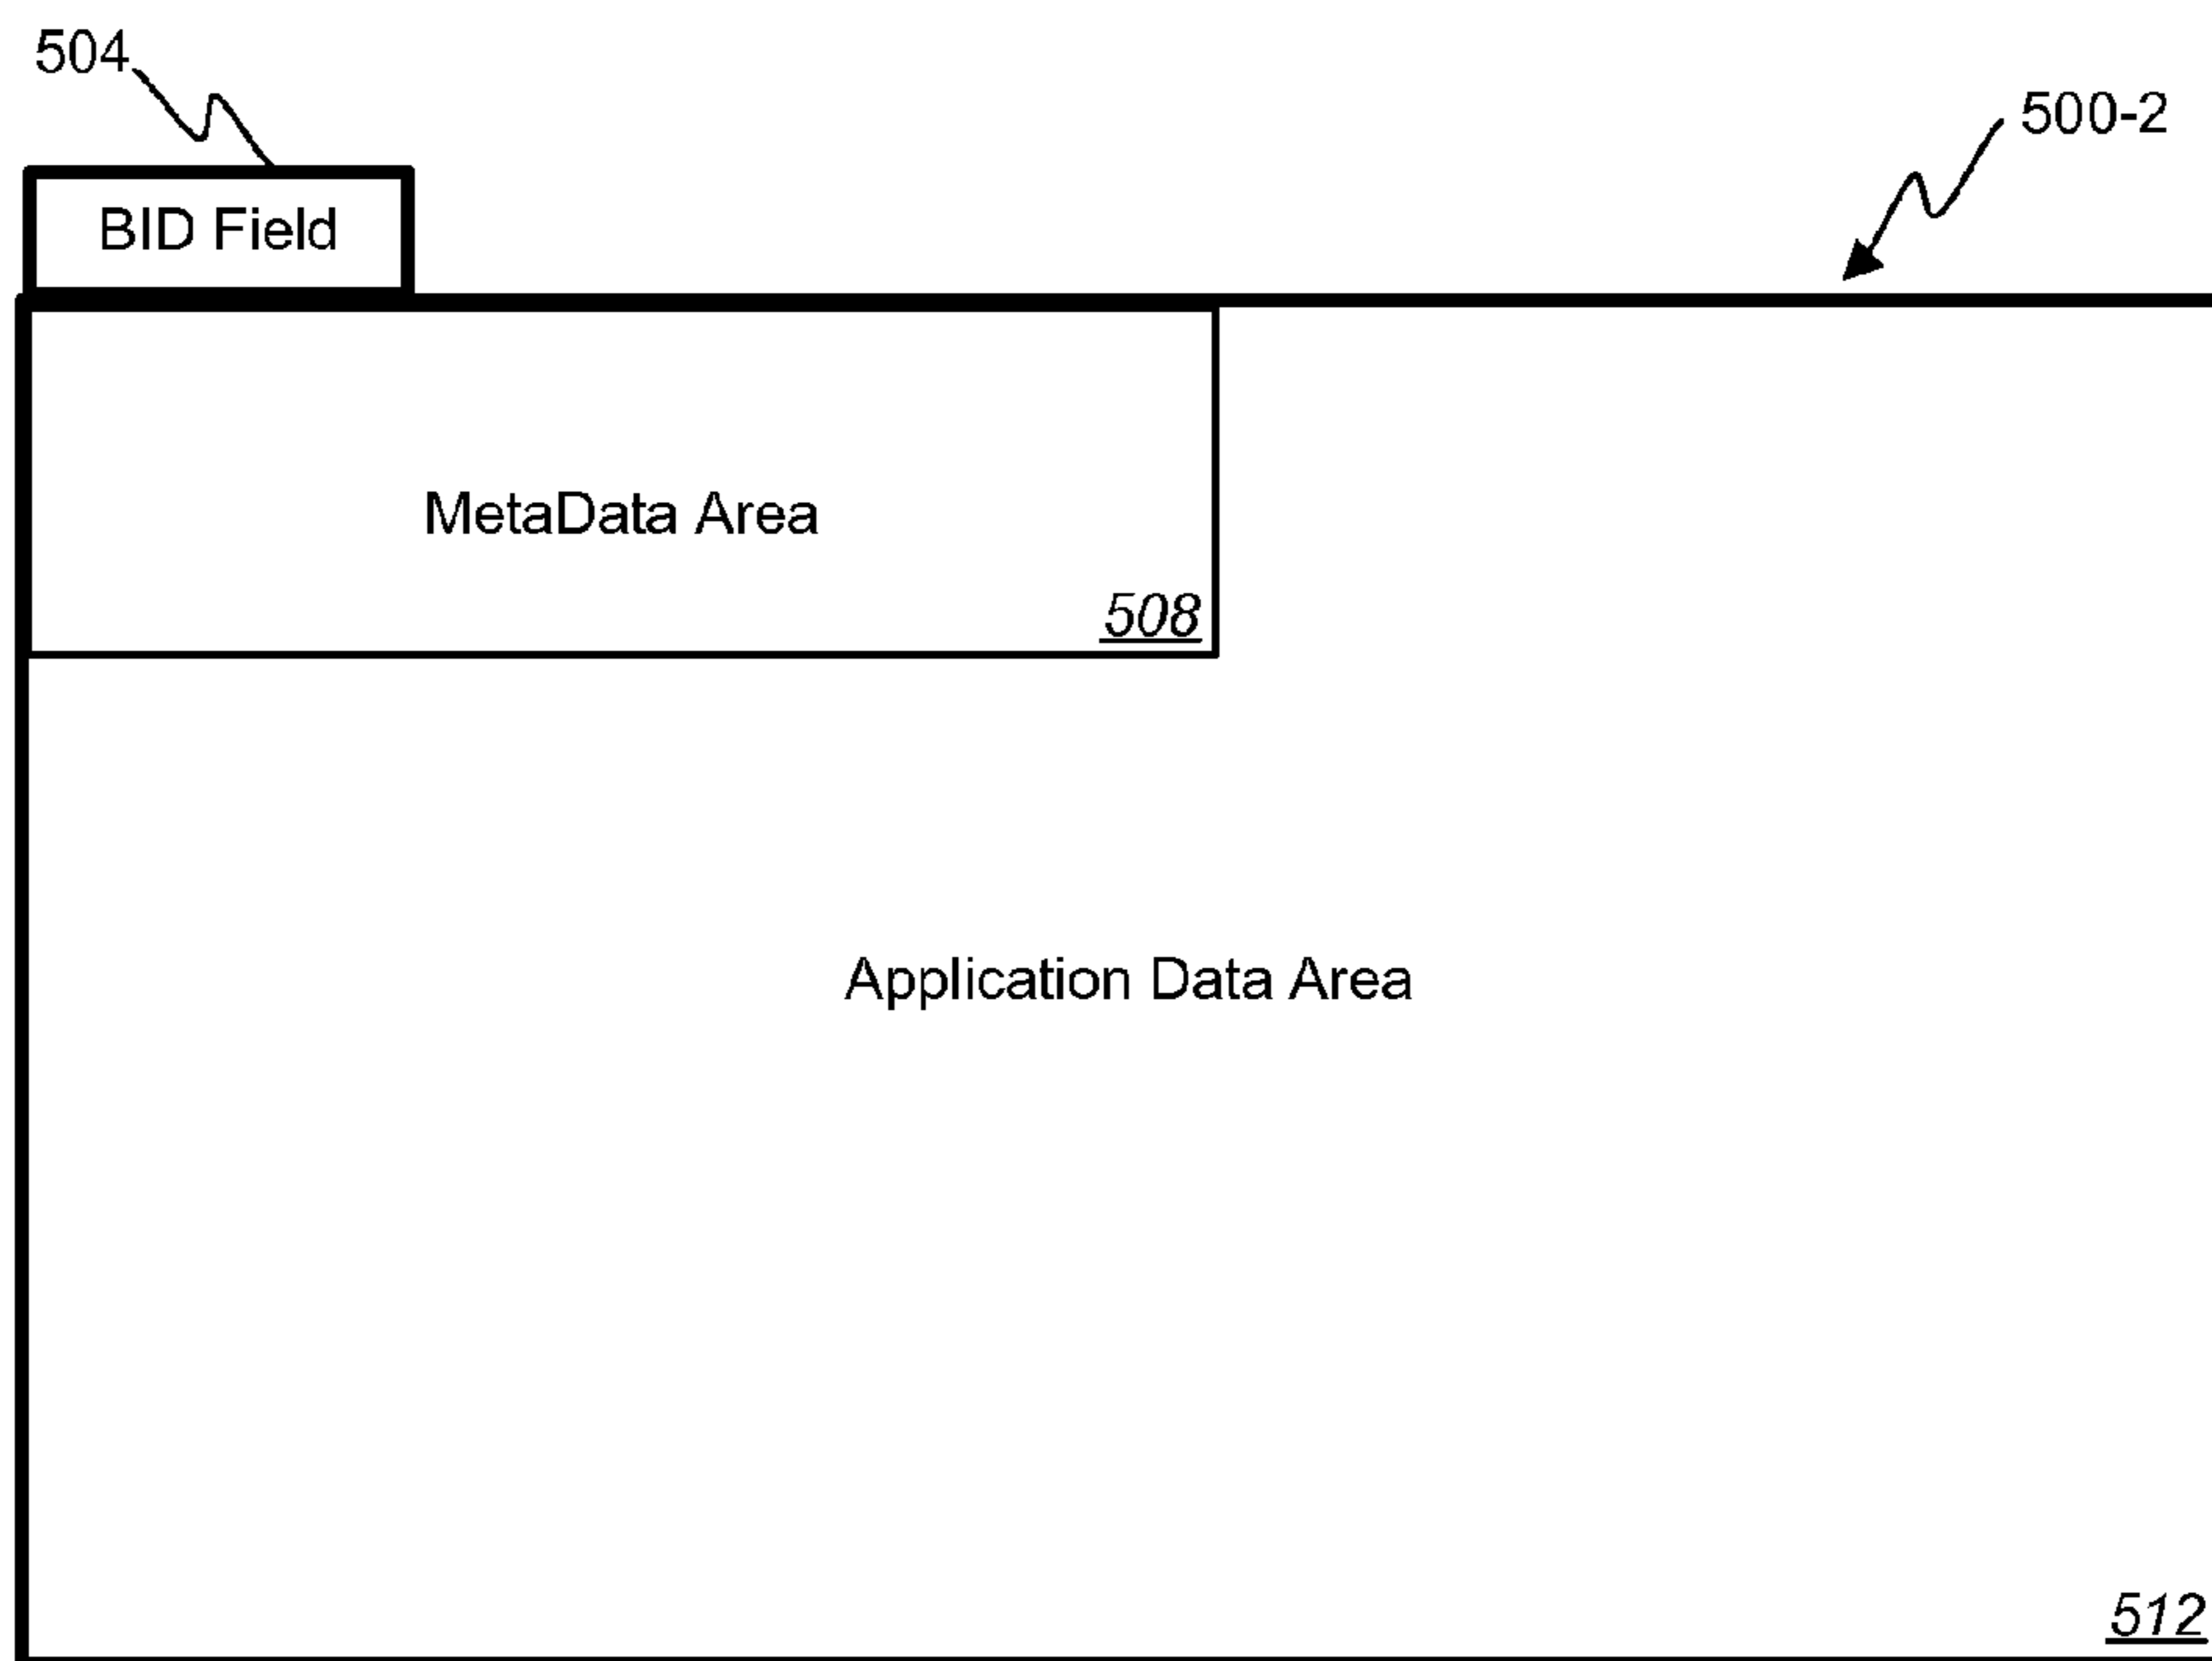 504
500-2
BID Field
MetaData Area
508
Application Data Area
512